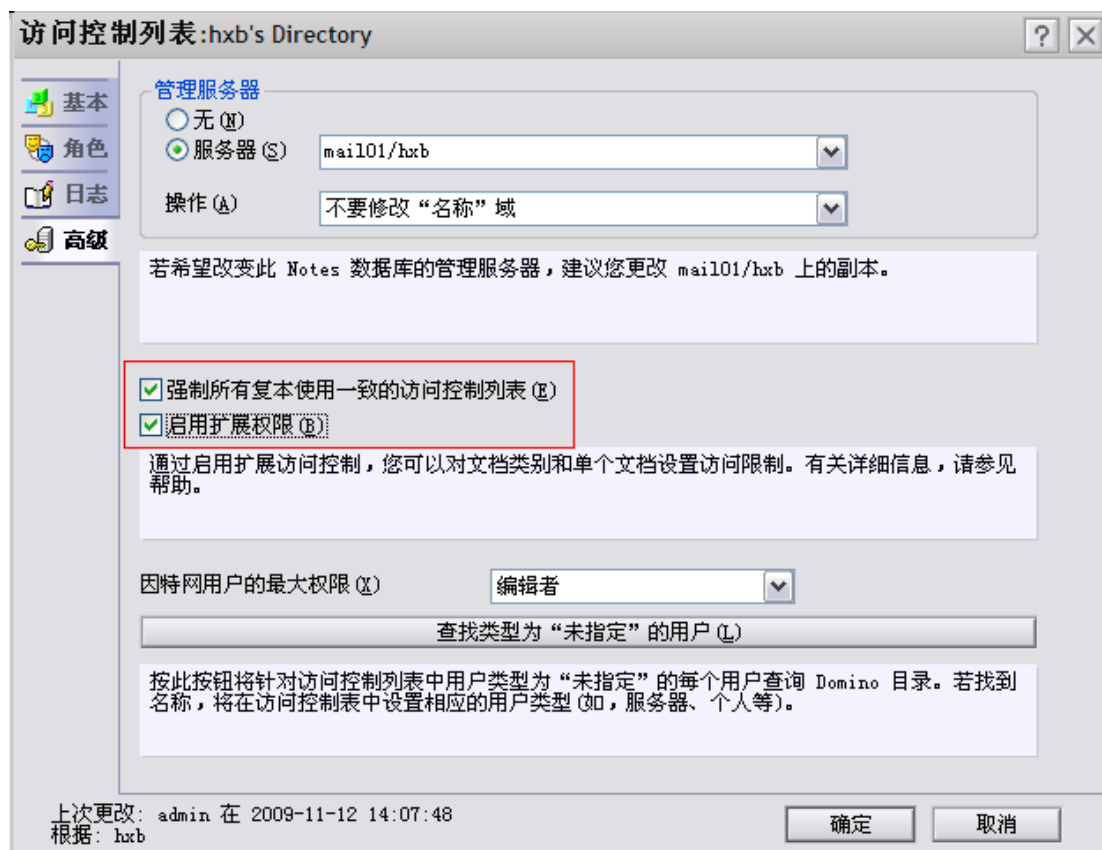 访问控制列表:hxb's Directory
基本
角色
日志
高级
管理服务器
无(N)
服务器(S)
mail01/hxb
操作(A)
不要修改“名称”域
若希望改变此 Notes 数据库的管理服务器，建议您更改 mail01/hxb 上的副本。
强制所有复本使用一致的访问控制列表(E)
启用扩展权限(B)
通过启用扩展访问控制，您可以对文档类别和单个文档设置访问限制。有关详细信息，请参见
帮助。
因特网用户的最大权限(X)
编辑者
查找类型为“未指定”的用户(L)
按此按钮将针对访问控制列表中用户类型为“未指定”的每个用户查询 Domino 目录。若找到
名称，将在访问控制表中设置相应的用户类型(如，服务器、个人等)。
上次更改: admin 在 2009-11-12 14:07:48
根据: hxb
确定
取消